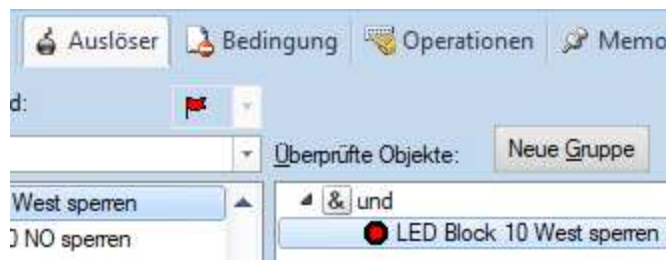 Auslöser Bedingung Operationen Memo
d:
Überprüfte Objekte: Neue Gruppe
West sperren & und
NO sperren LED Block 10 West sperren